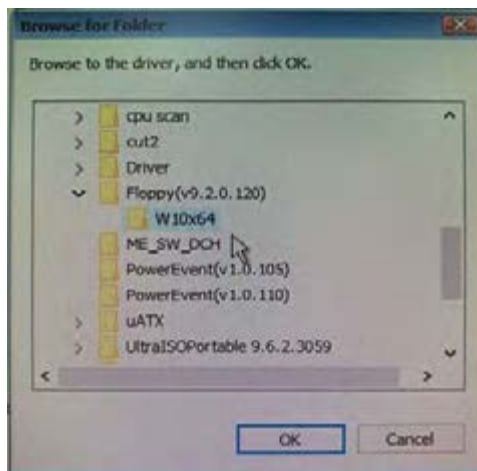 Browse for Folder
Browse to the driver, and then click OK.
cpu scan
cut2
Driver
Floppy(v9.2.0.120)
W10x64
ME_SW_DCH
PowerEvent(v1.0.105)
PowerEvent(v1.0.110)
uATX
UltraISOPortable 9.6.2.3059
OK Cancel